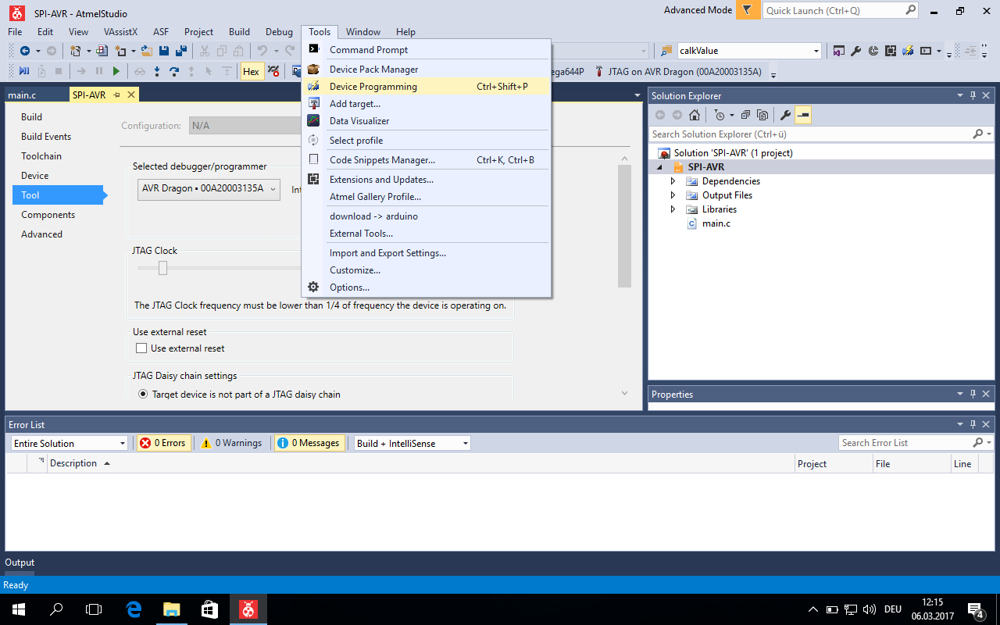 SPI-AVR - AtmelStudio
Advanced Mode
Quick Launch (Ctrl+Q)
File Edit View VAssistX ASF Project Build Debug Tools Window Help
calkValue
Hex
ega644P JTAG on AVR Dragon (00A20003135A)
Command Prompt
Device Pack Manager
Device Programming Ctrl+Shift+P
Add target...
Data Visualizer
Select profile
Code Snippets Manager... Ctrl+K, Ctrl+B
Extensions and Updates...
Atmel Gallery Profile...
download -> arduino
External Tools...
Import and Export Settings...
Customize...
Options...
main.c SPI-AVR
Build
Build Events
Toolchain
Device
Tool
Components
Advanced
Configuration: N/A
Selected debugger/programmer
AVR Dragon • 00A20003135A Int
JTAG Clock
The JTAG Clock frequency must be lower than 1/4 of frequency the device is operating on.
Use external reset
Use external reset
JTAG Daisy chain settings
Target device is not part of a JTAG daisy chain
Solution Explorer
Search Solution Explorer (Ctrl+ü)
Solution 'SPI-AVR' (1 project)
SPI-AVR
Dependencies
Output Files
Libraries
main.c
Properties
Error List
Entire Solution 0 Errors 0 Warnings 0 Messages Build + IntelliSense Search Error List
Description Project File Line
Output
Ready
DEU
12:15
06.03.2017
4